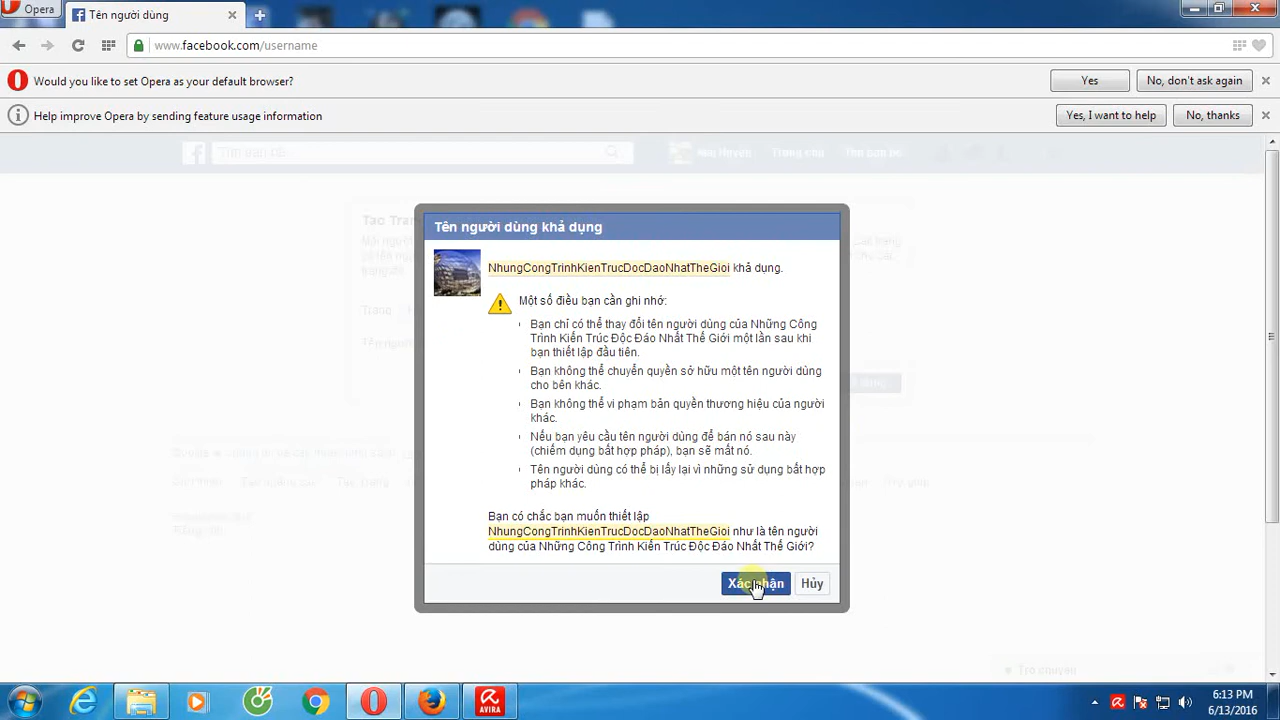 Opera
Tên người dùng
www.facebook.com/username
Would you like to set Opera as your default browser?
Yes
No, don't ask again
Help improve Opera by sending feature usage information
Yes, I want to help
No, thanks
Trang chủ
Tìm bạn bè
Tên người dùng khả dụng
NhungCongTrinhKienTrucDocDaoNhatTheGioi khả dụng.
Một số điều bạn cần ghi nhớ:
Bạn chỉ có thể thay đổi tên người dùng của Những Công
Trình Kiến Trúc Độc Đáo Nhất Thế Giới một lần sau khi
bạn thiết lập đầu tiên.
Bạn không thể chuyển quyền sở hữu một tên người dùng
cho bên khác.
Bạn không thể vi phạm bản quyền thương hiệu của người
khác.
Nếu bạn yêu cầu tên người dùng để bán nó sau này
(chiếm dụng bất hợp pháp), bạn sẽ mất nó.
Tên người dùng có thể bị lấy lại vì những sử dụng bất hợp
pháp khác.
Bạn có chắc bạn muốn thiết lập
NhungCongTrinhKienTrucDocDaoNhatTheGioi như là tên người
dùng của Những Công Trình Kiến Trúc Độc Đáo Nhất Thế Giới?
Xác nhận
Hủy
Trò chuyện
AVIRA
6:13 PM
6/13/2016